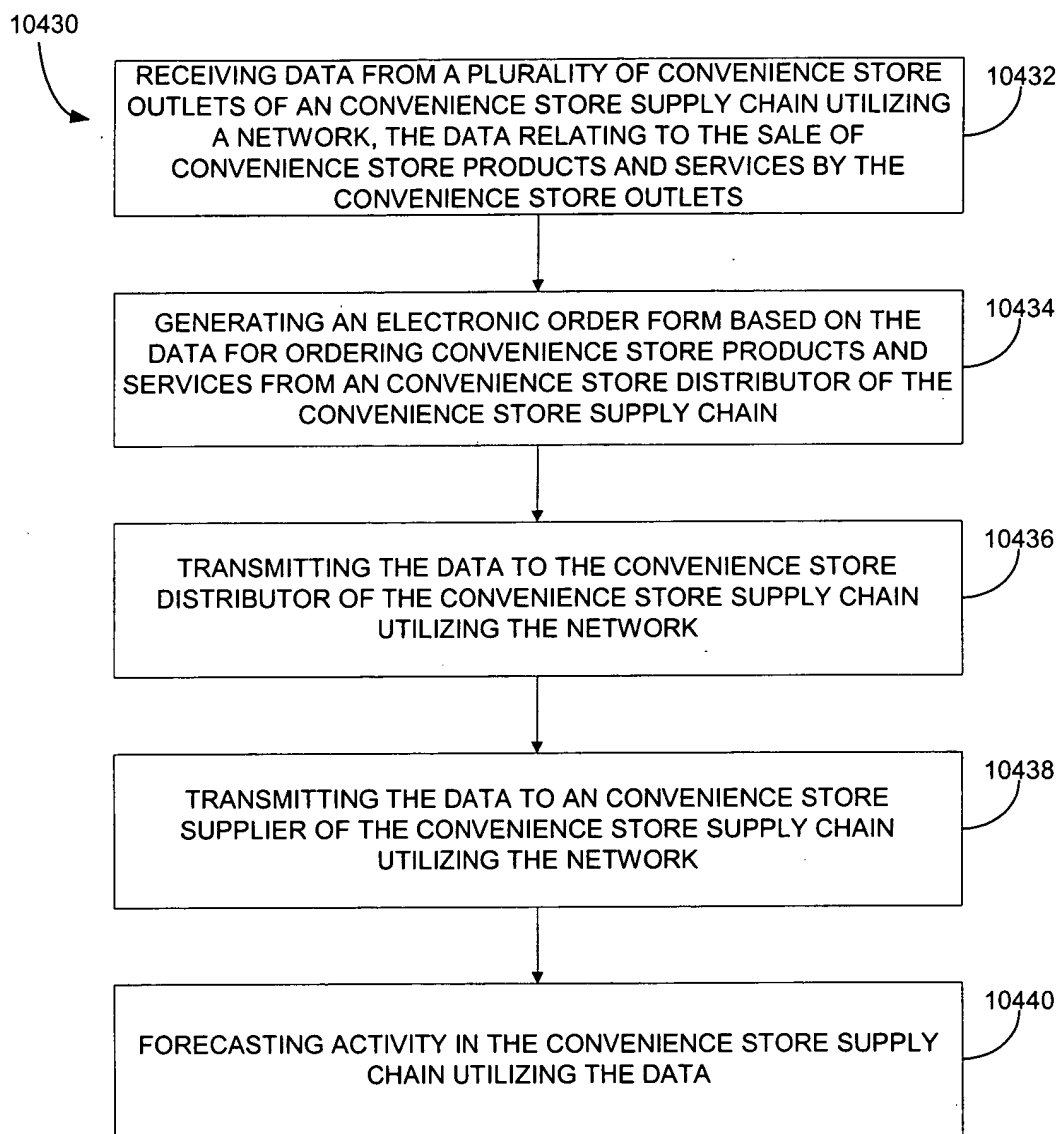 10430
RECEIVING DATA FROM A PLURALITY OF CONVENIENCE STORE
OUTLETS OF AN CONVENIENCE STORE SUPPLY CHAIN UTILIZING
A NETWORK, THE DATA RELATING TO THE SALE OF
CONVENIENCE STORE PRODUCTS AND SERVICES BY THE
CONVENIENCE STORE OUTLETS
10432
GENERATING AN ELECTRONIC ORDER FORM BASED ON THE
DATA FOR ORDERING CONVENIENCE STORE PRODUCTS AND
SERVICES FROM AN CONVENIENCE STORE DISTRIBUTOR OF THE
CONVENIENCE STORE SUPPLY CHAIN
10434
TRANSMITTING THE DATA TO THE CONVENIENCE STORE
DISTRIBUTOR OF THE CONVENIENCE STORE SUPPLY CHAIN
UTILIZING THE NETWORK
10436
TRANSMITTING THE DATA TO AN CONVENIENCE STORE
SUPPLIER OF THE CONVENIENCE STORE SUPPLY CHAIN
UTILIZING THE NETWORK
10438
FORECASTING ACTIVITY IN THE CONVENIENCE STORE SUPPLY
CHAIN UTILIZING THE DATA
10440